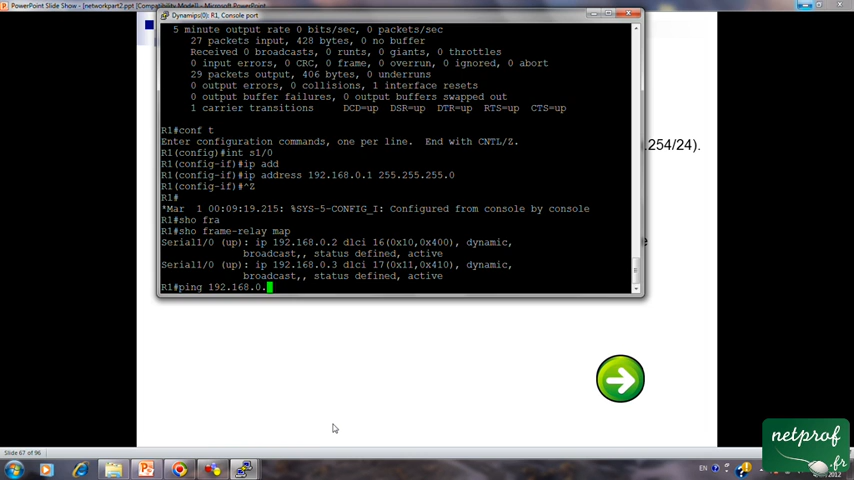 PowerPoint Slide Show - [networkpart2.ppt [Compatibility Mode] - Microsoft PowerPoint
Dynamips(0): R1, Console port
5 minute output rate 0 bits/sec, 0 packets/sec
27 packets input, 428 bytes, 0 no buffer
Received 0 broadcasts, 0 runts, 0 giants, 0 throttles
0 input errors, 0 CRC, 0 frame, 0 overrun, 0 ignored, 0 abort
29 packets output, 406 bytes, 0 underruns
0 output errors, 0 collisions, 1 interface resets
0 output buffer failures, 0 output buffers swapped out
1 carrier transitions DCD=up DSR=up DTR=up RTS=up CTS=up
R1#conf t
Enter configuration commands, one per line. End with CNTL/Z.
R1(config)#int s1/0
R1(config-if)#ip add
R1(config-if)#ip address 192.168.0.1 255.255.255.0
R1(config-if)#^Z
R1#
*Mar 1 00:09:19.215: %SYS-5-CONFIG_I: Configured from console by console
R1#sho fra
R1#sho frame-relay map
Serial1/0 (up): ip 192.168.0.2 dlci 16(0x10,0x400), dynamic,
broadcast,, status defined, active
Serial1/0 (up): ip 192.168.0.3 dlci 17(0x11,0x410), dynamic,
broadcast,, status defined, active
R1#ping 192.168.0.
.254/24).
e
netprof
.fr
Slide 67 of 96
EN
2012